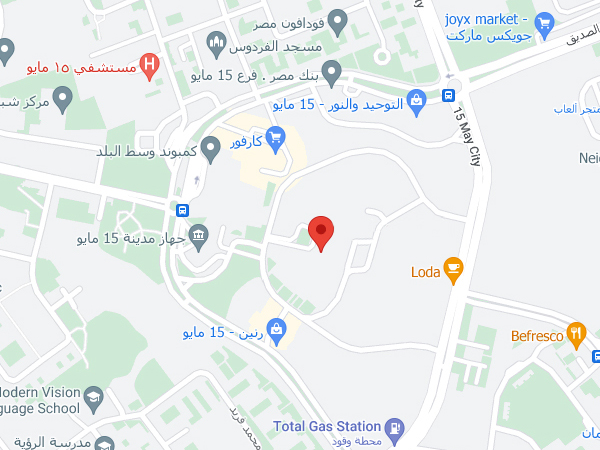 joyx market -
جويكس ماركت
فودافون مصر
الصديق
مسجد الفردوس
مستشفي ١٥ مايو
بنك مصر . فرع 15 مايو
مركز شبا
التوحيد والنور - 15 مايو
متجر ألعاب
15 May City
كارفور
كمبوند وسط البلد
Nei
جهاز مدينة 15 مايو
Loda
رنين - 15 مايو
Befresco
Modern Vision
guage School
محمد فريد
Total Gas Station
محطة وقود
مدرسة الرؤية
مان